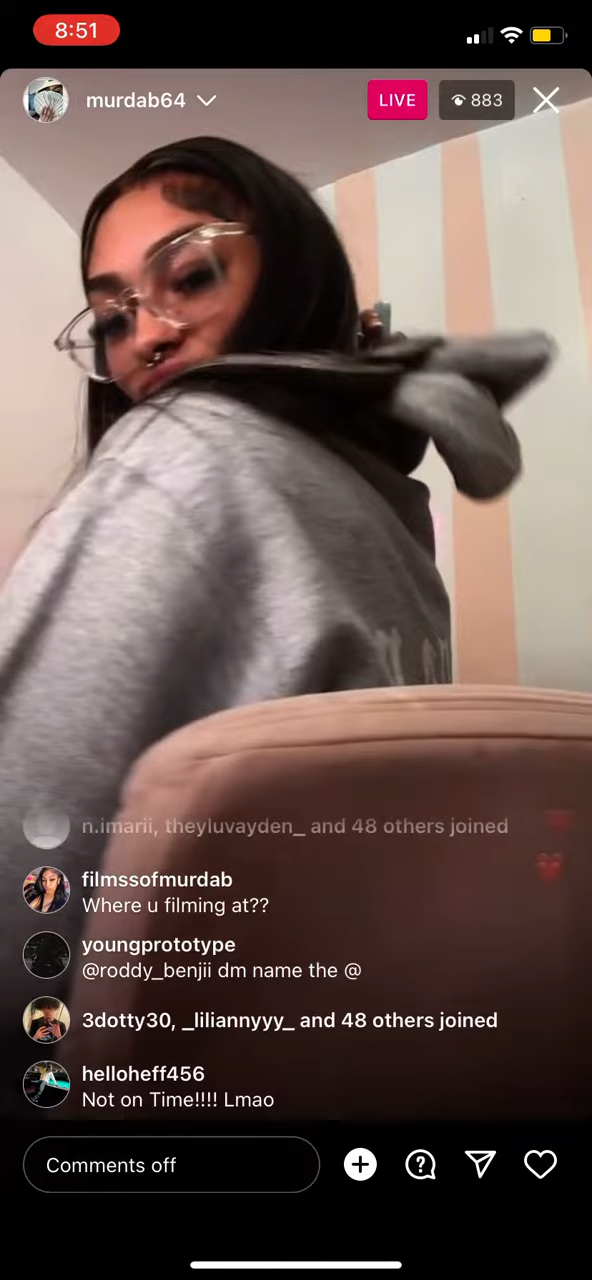 8:51
murdab64
LIVE
883
n.imarii, theyluvayden_ and 48 others joined
filmssofmurdab
Where u filming at??
youngprototype
@roddy_benjii dm name the @
3dotty30, _liliannyyy_ and 48 others joined
helloheff456
Not on Time!!!! Lmao
Comments off